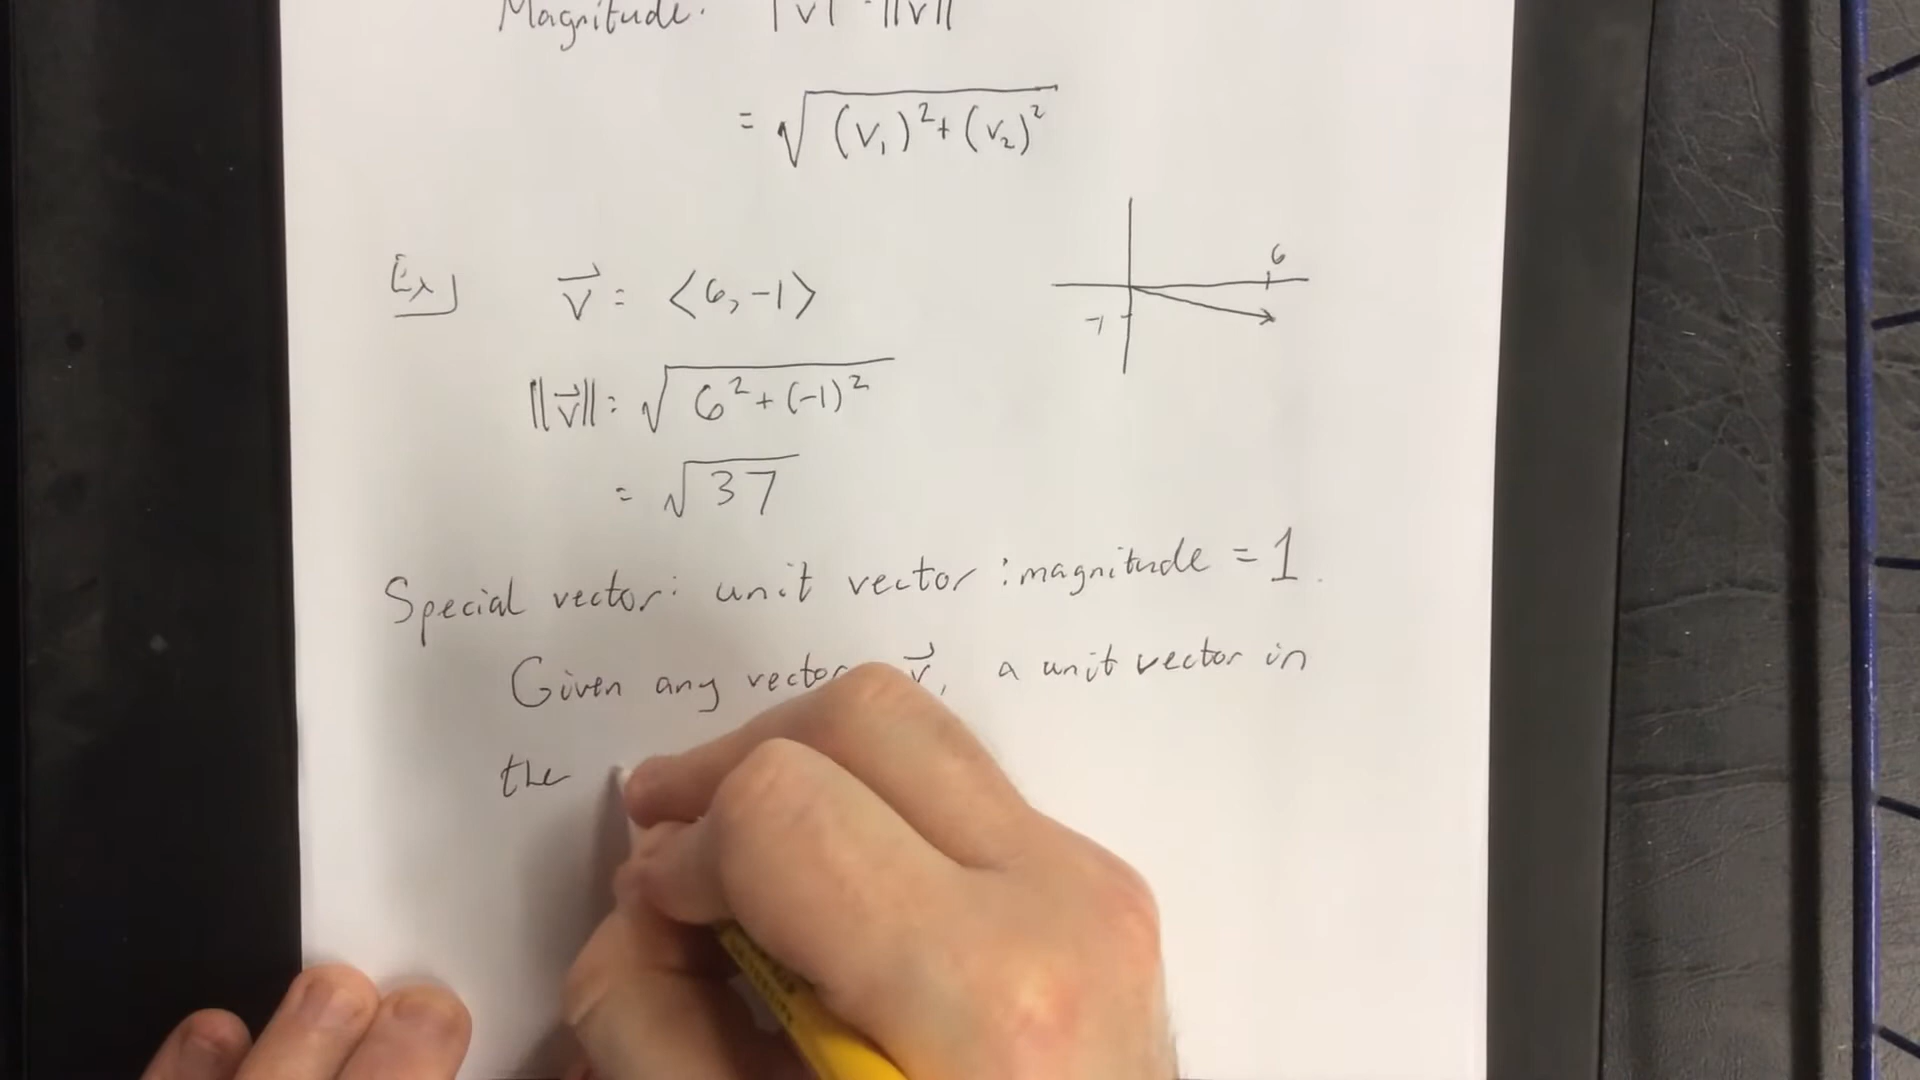 Magnitude: |v| ||v||
= √(v₁)² + (v₂)²
Ex] v⃗ = ⟨6, -1⟩
6
-1
||v⃗|| = √6² + (-1)²
= √37
Special vector: unit vector : magnitude = 1.
Given any vector v⃗, a unit vector in
the